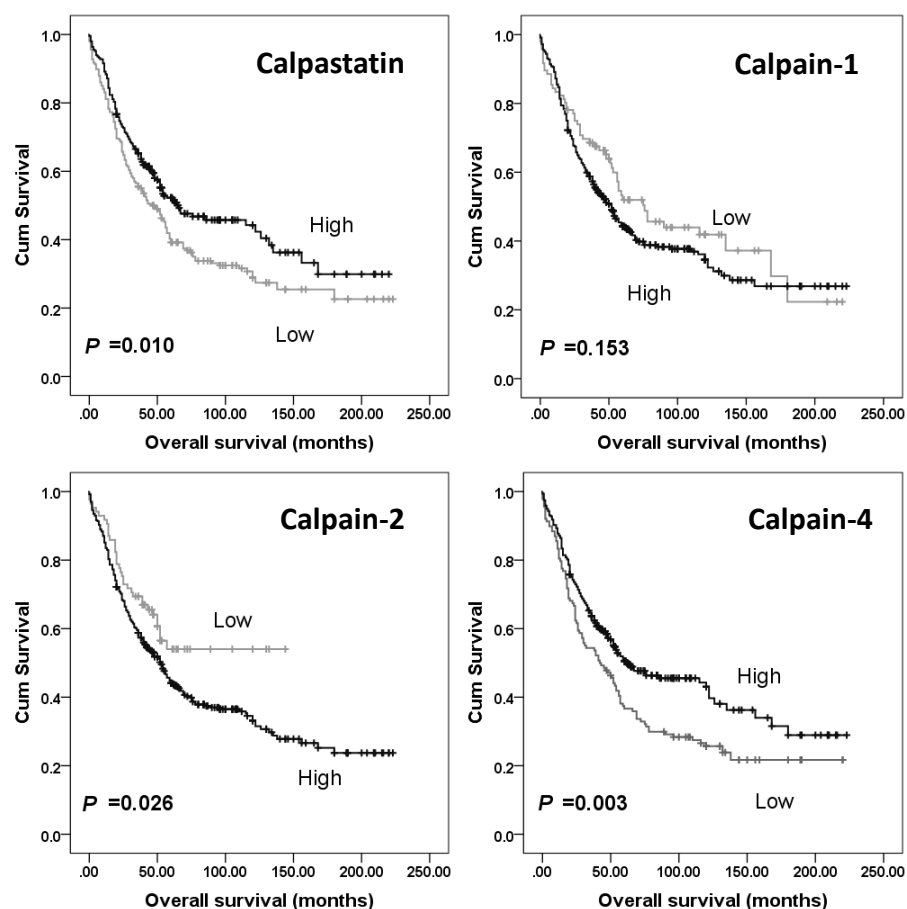 Calpastatin
Cum Survival
1.0
0.8
0.6
0.4
0.2
0.0
High
Low
P =0.010
.00 50.00 100.00 150.00 200.00 250.00
Overall survival (months)
Calpain-1
Cum Survival
1.0
0.8
0.6
0.4
0.2
0.0
Low
High
P =0.153
.00 50.00 100.00 150.00 200.00 250.00
Overall survival (months)
Calpain-2
Cum Survival
1.0
0.8
0.6
0.4
0.2
0.0
Low
High
P =0.026
.00 50.00 100.00 150.00 200.00 250.00
Overall survival (months)
Calpain-4
Cum Survival
1.0
0.8
0.6
0.4
0.2
0.0
High
Low
P =0.003
.00 50.00 100.00 150.00 200.00 250.00
Overall survival (months)